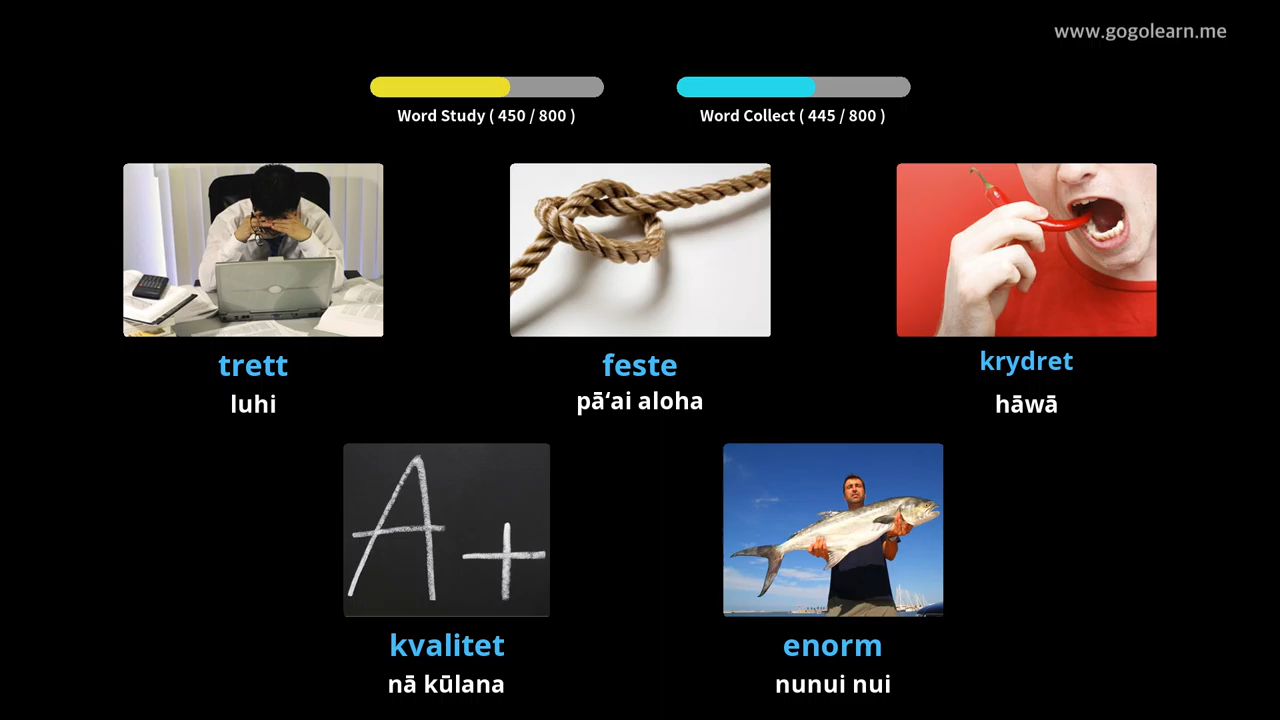 www.gogolearn.me
Word Study ( 450 / 800 )
Word Collect ( 445 / 800 )
trett
luhi
feste
pāʻai aloha
krydret
hāwā
A+
kvalitet
nā kūlana
enorm
nunui nui